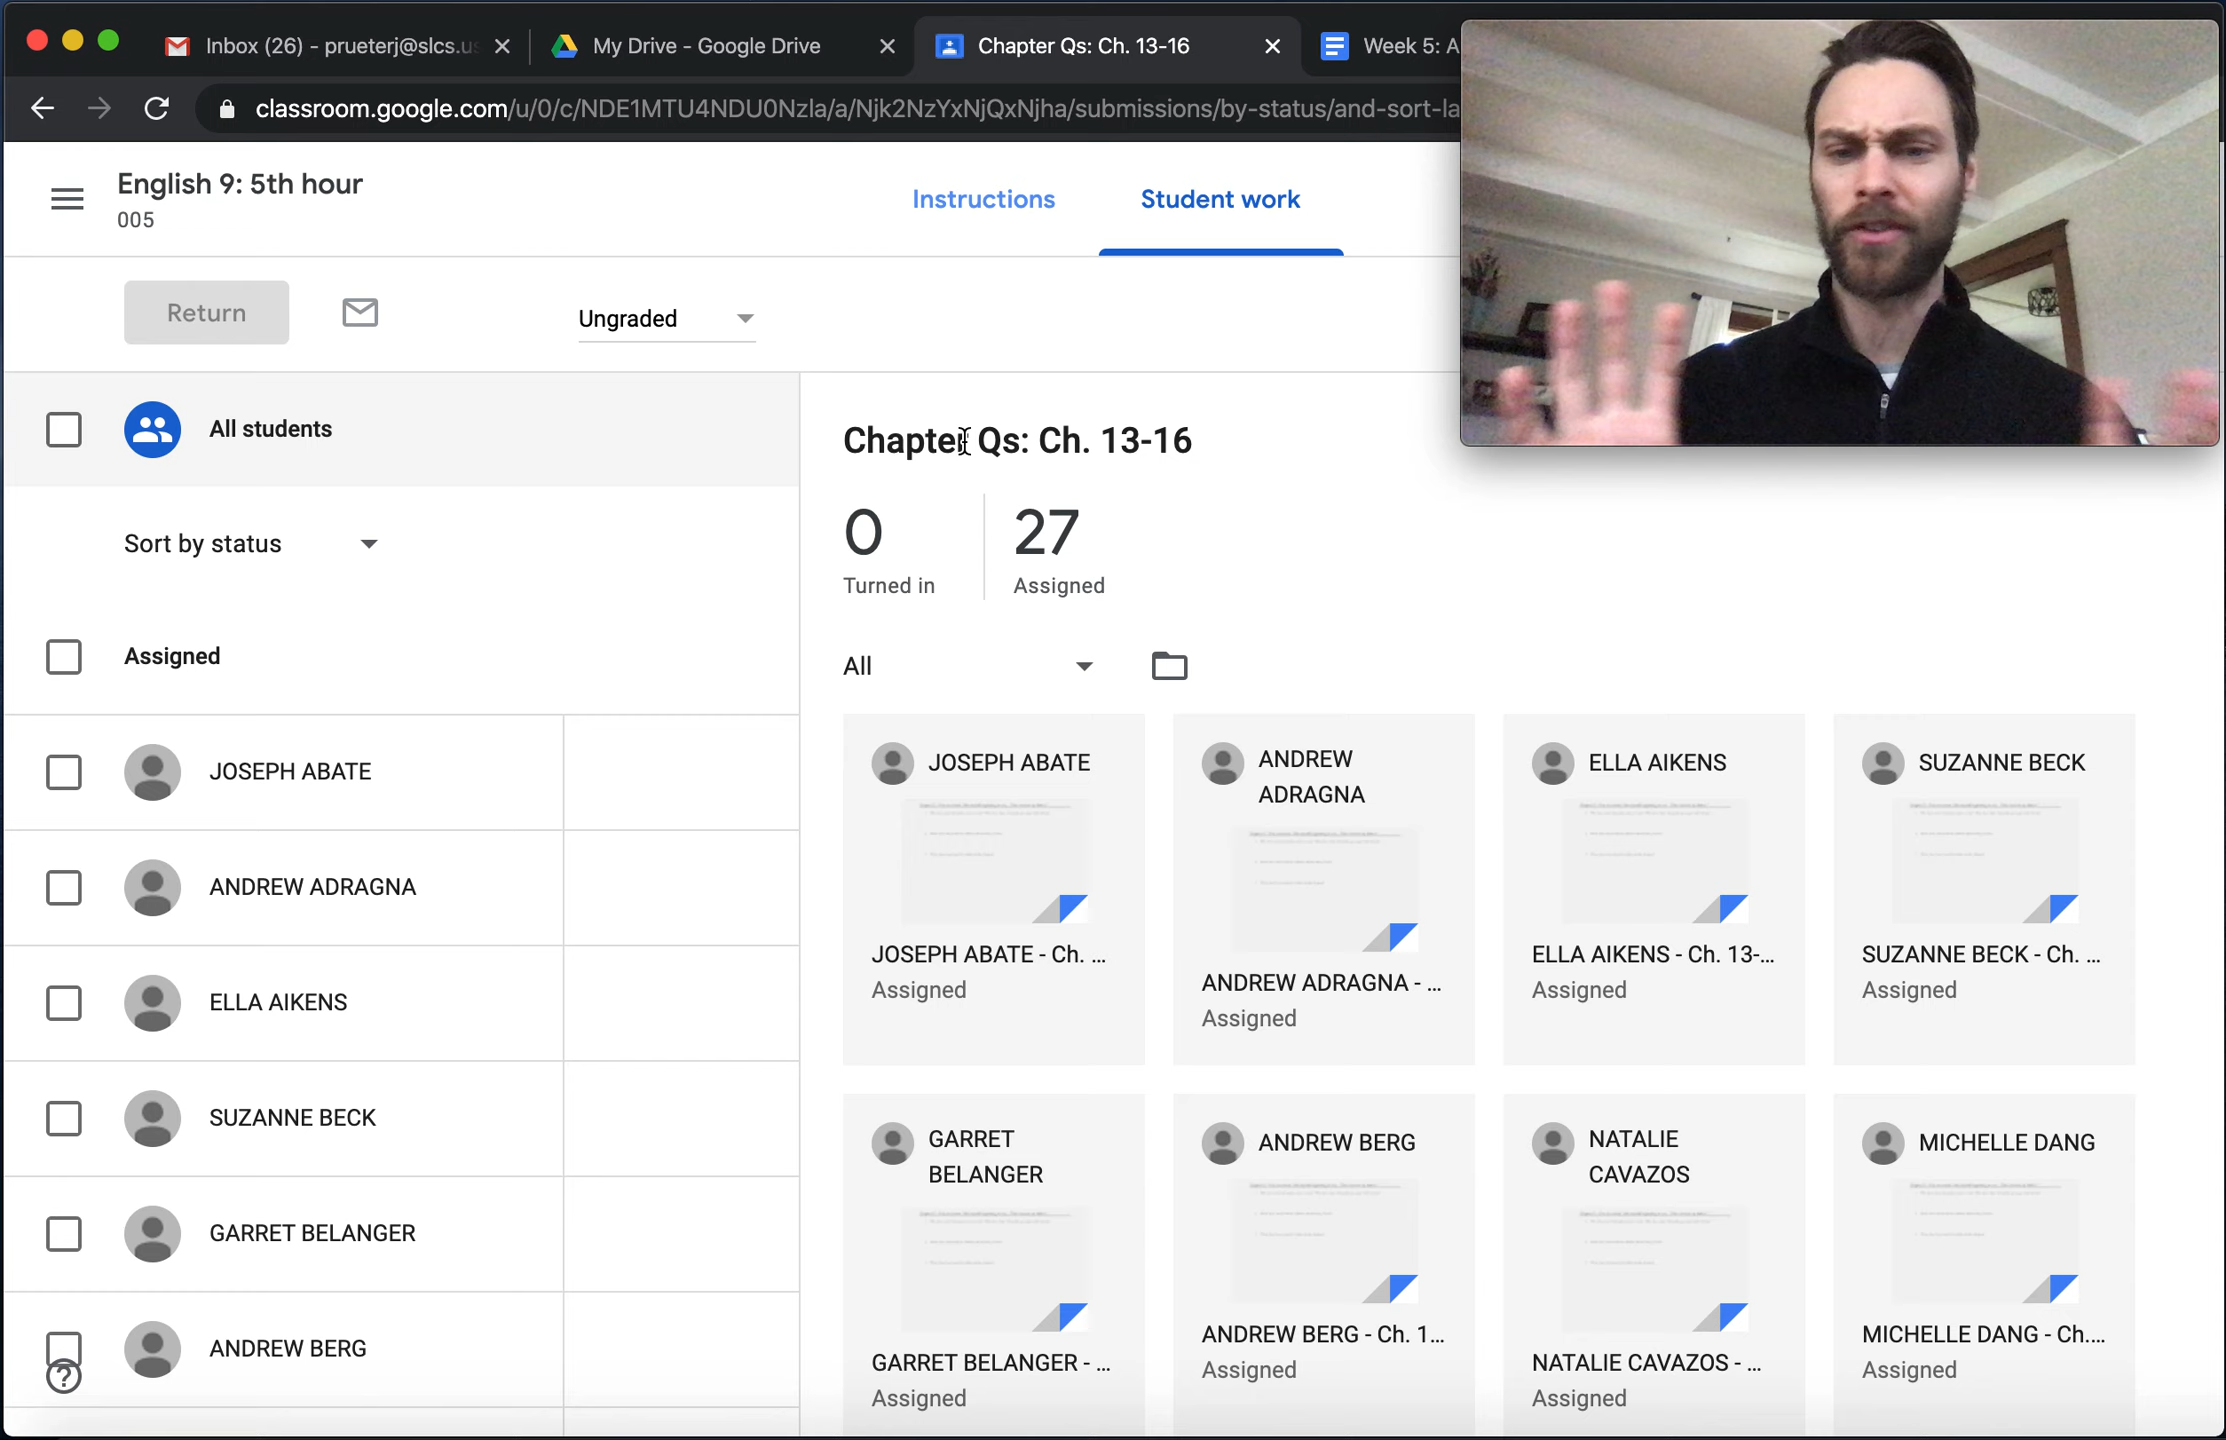 Inbox (26) - prueterj@slcs.us
My Drive - Google Drive
Chapter Qs: Ch. 13-16
Week 5: A
classroom.google.com/u/0/c/NDE1MTU4NDU0Nzla/a/Njk2NzYxNjQxNjha/submissions/by-status/and-sort-la
English 9: 5th hour
005
Instructions
Student work
Return
Ungraded
All students
Sort by status
Assigned
JOSEPH ABATE
ANDREW ADRAGNA
ELLA AIKENS
SUZANNE BECK
GARRET BELANGER
ANDREW BERG
Chapter Qs: Ch. 13-16
0
Turned in
27
Assigned
All
JOSEPH ABATE
JOSEPH ABATE - Ch. ...
Assigned
ANDREW
ADRAGNA
ANDREW ADRAGNA - ...
Assigned
ELLA AIKENS
ELLA AIKENS - Ch. 13-...
Assigned
SUZANNE BECK
SUZANNE BECK - Ch. ...
Assigned
GARRET
BELANGER
GARRET BELANGER - ...
Assigned
ANDREW BERG
ANDREW BERG - Ch. 1...
Assigned
NATALIE
CAVAZOS
NATALIE CAVAZOS - ...
Assigned
MICHELLE DANG
MICHELLE DANG - Ch....
Assigned